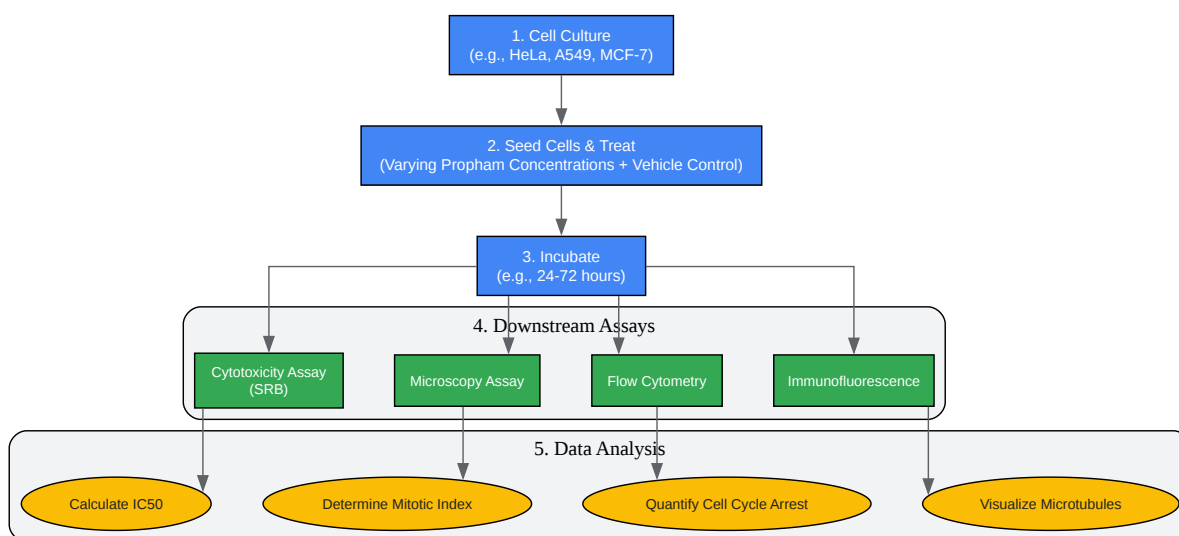 1. Cell Culture
(e.g., HeLa, A549, MCF-7)
2. Seed Cells & Treat
(Varying Propham Concentrations + Vehicle Control)
3. Incubate
(e.g., 24-72 hours)
4. Downstream Assays
Cytotoxicity Assay
(SRB)
Microscopy Assay
Flow Cytometry
Immunofluorescence
5. Data Analysis
Calculate IC50
Determine Mitotic Index
Quantify Cell Cycle Arrest
Visualize Microtubules